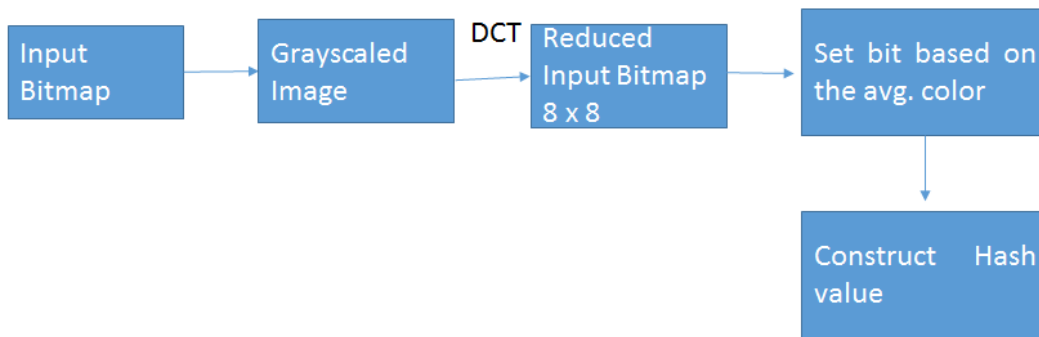 Input
Bitmap
Grayscaled
Image
DCT
Reduced
Input Bitmap
8 x 8
Set bit based on
the avg. color
Construct Hash
value